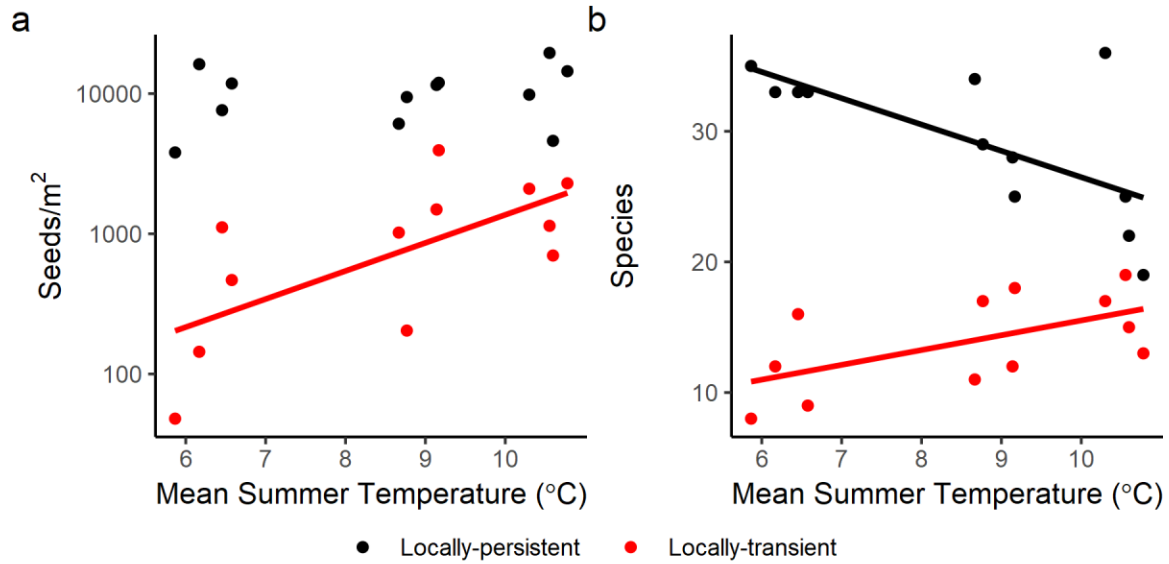 a
Seeds/m²
10000
1000
100
6 7 8 9 10
Mean Summer Temperature (°C)
b
Species
30
20
10
6 7 8 9 10
Mean Summer Temperature (°C)
Locally-persistent Locally-transient